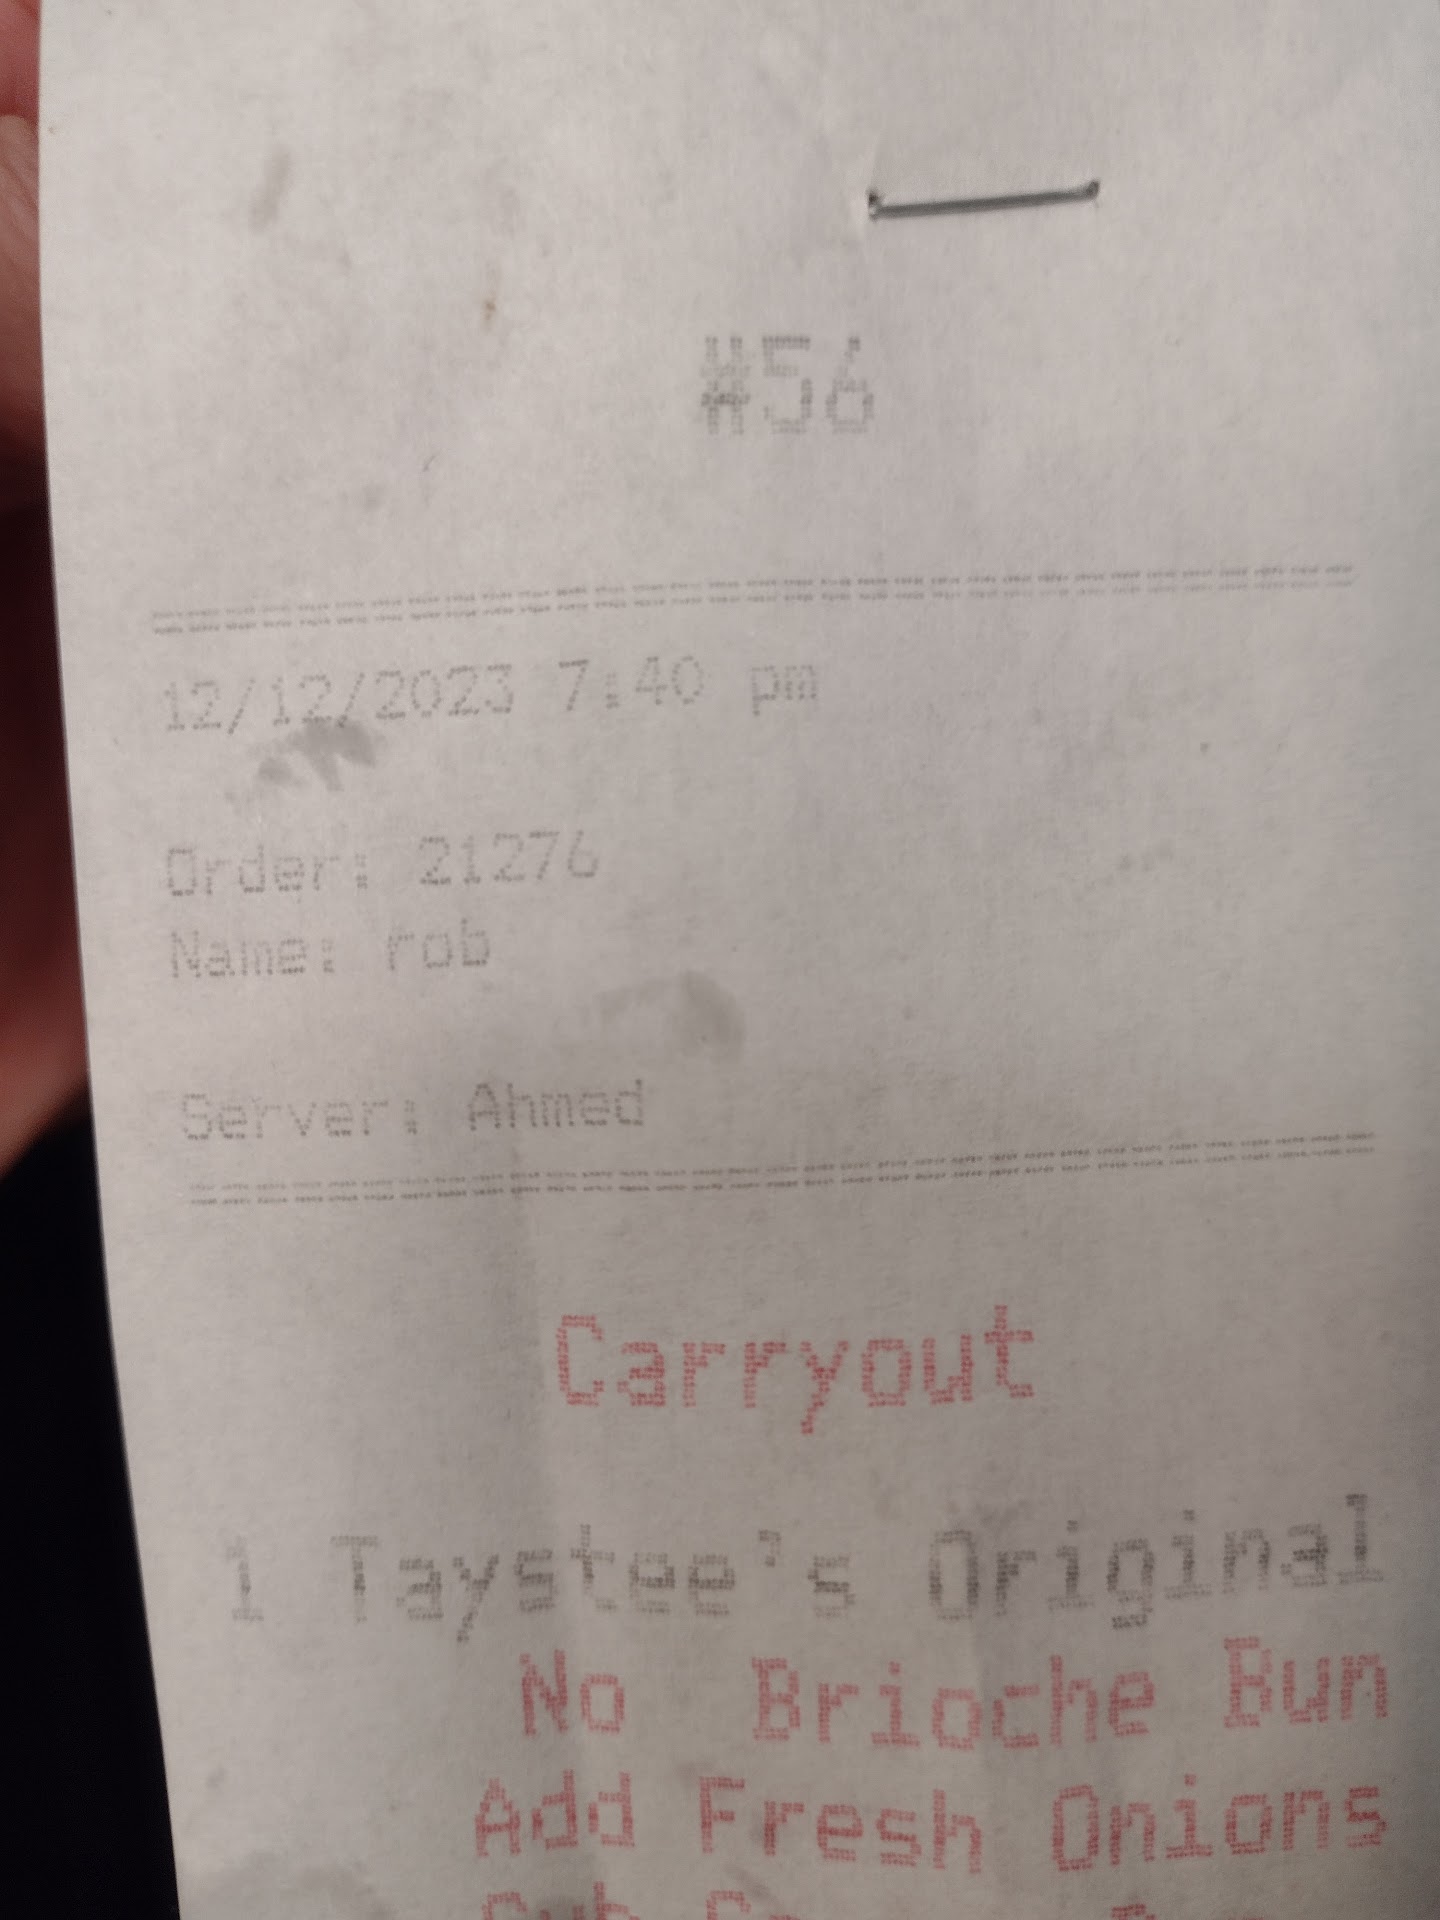 #56
12/12/2023 7:40 pm
Order: 21276
Name: rob
Server: Ahmed
Carryout
1 Taystee's Original
No Brioche Bun
Add Fresh Onions
Sub